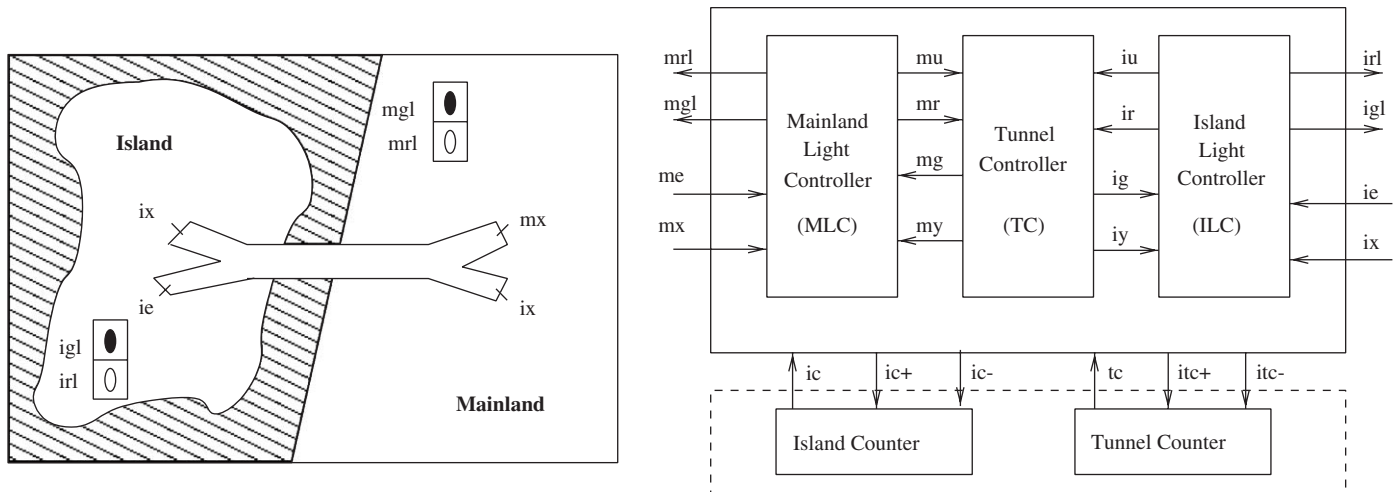 mgl
mrl
Island
ix
mx
ie
ix
igl
irl
Mainland
mrl
mgl
me
mx
Mainland
Light
Controller
(MLC)
mu
mr
mg
my
Tunnel
Controller
(TC)
iu
ir
ig
iy
Island
Light
Controller
(ILC)
irl
igl
ie
ix
ic
ic+
ic-
tc
itc+
itc-
Island Counter
Tunnel Counter